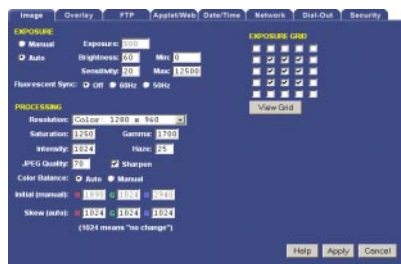 Image Overlay FTP Applet/Web Date/Time Network Dial-Out Security
EXPOSURE
Manual Exposure: 100
Auto Brightness: 60 Min: 0
Sensitivity: 20 Max: 12500
Fluorescent Sync: Off 60Hz 50Hz
EXPOSURE GRID
View Grid
PROCESSING
Resolution: Color 1280 x 960
Saturation: 1250 Gamma: 1700
Intensity: 1024 Haze: 25
JPEG Quality: 70 Sharpen
Color Balance: Auto Manual
Initial (manual): R G B 2940
Skew (auto): R 1024 G 1024 B 1024
(1024 means "no change")
Help Apply Cancel